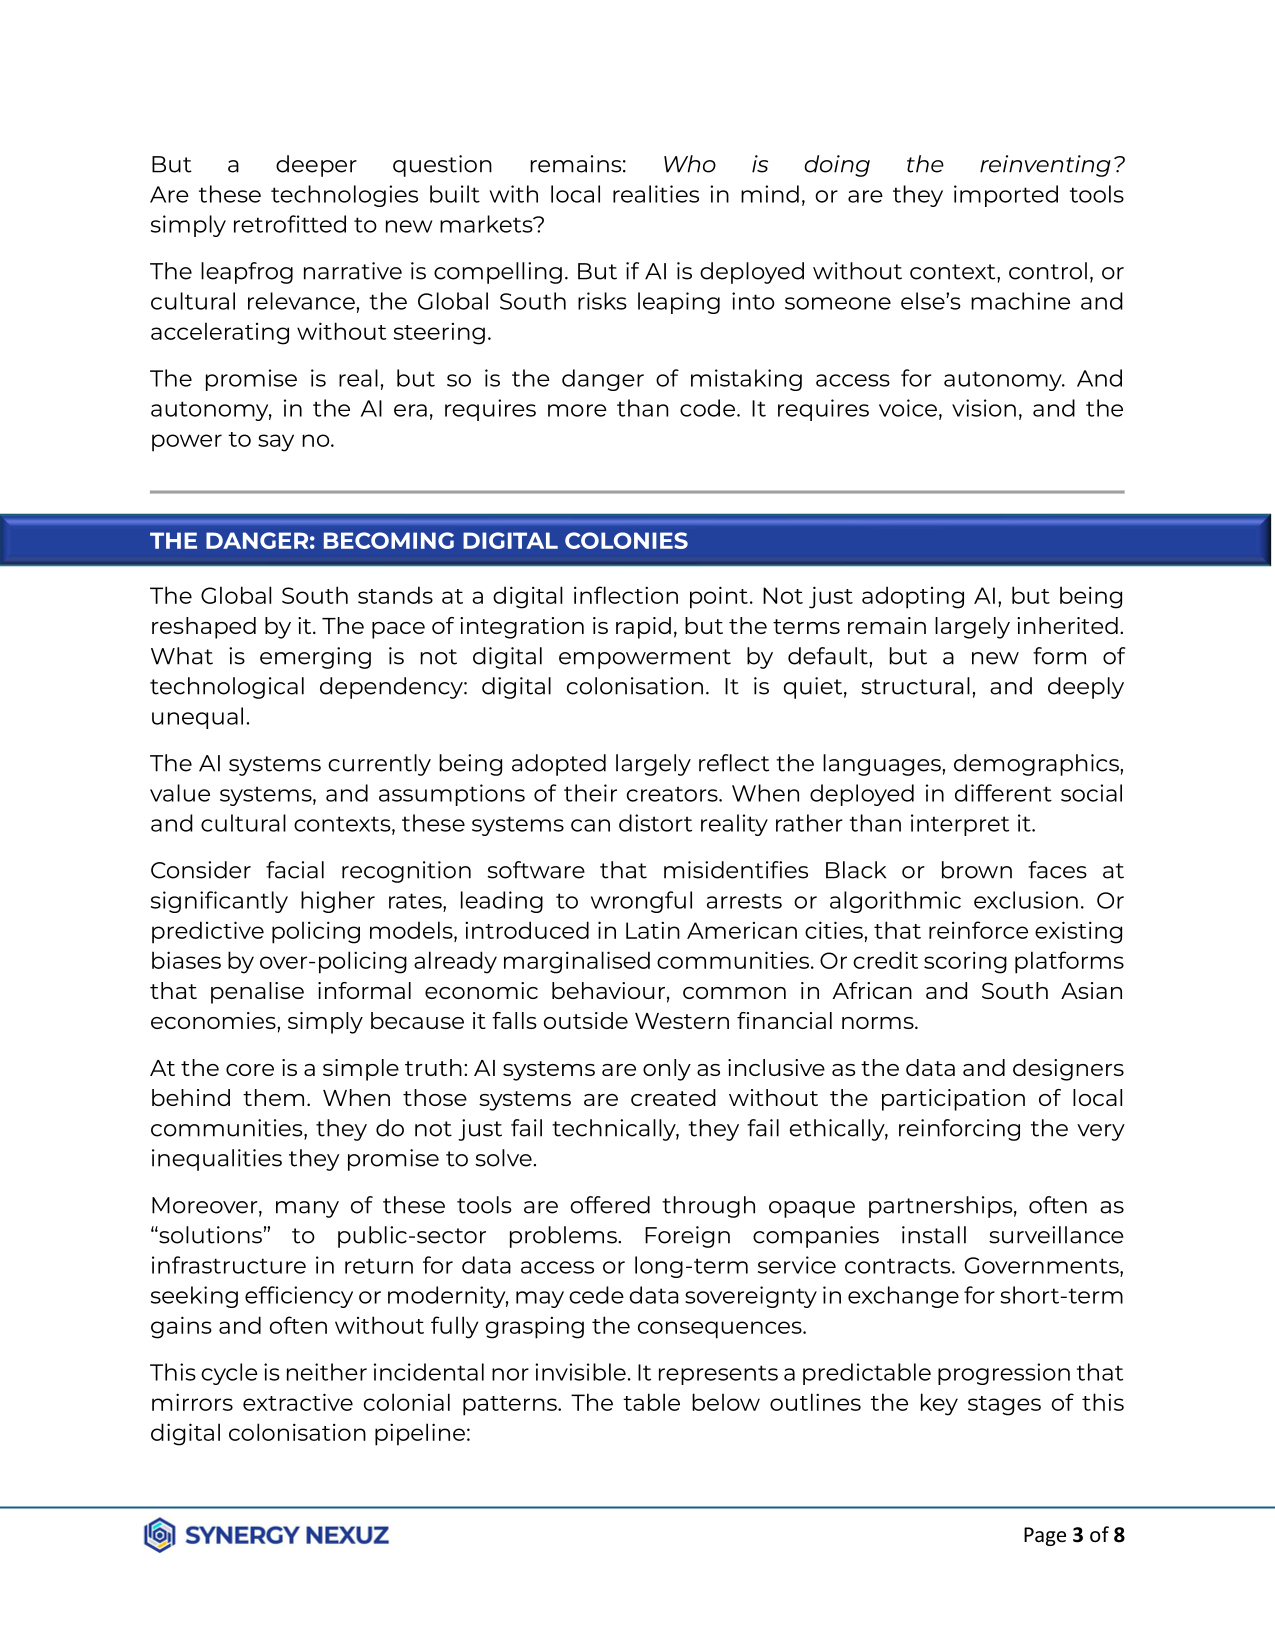 But a deeper question remains: Who is doing the reinventing?
Are these technologies built with local realities in mind, or are they imported tools
simply retrofitted to new markets?
The leapfrog narrative is compelling. But if AI is deployed without context, control, or
cultural relevance, the Global South risks leaping into someone else’s machine and
accelerating without steering.
The promise is real, but so is the danger of mistaking access for autonomy. And
autonomy, in the AI era, requires more than code. It requires voice, vision, and the
power to say no.
THE DANGER: BECOMING DIGITAL COLONIES
The Global South stands at a digital inflection point. Not just adopting AI, but being
reshaped by it. The pace of integration is rapid, but the terms remain largely inherited.
What is emerging is not digital empowerment by default, but a new form of
technological dependency: digital colonisation. It is quiet, structural, and deeply
unequal.
The AI systems currently being adopted largely reflect the languages, demographics,
value systems, and assumptions of their creators. When deployed in different social
and cultural contexts, these systems can distort reality rather than interpret it.
Consider facial recognition software that misidentifies Black or brown faces at
significantly higher rates, leading to wrongful arrests or algorithmic exclusion. Or
predictive policing models, introduced in Latin American cities, that reinforce existing
biases by over-policing already marginalised communities. Or credit scoring platforms
that penalise informal economic behaviour, common in African and South Asian
economies, simply because it falls outside Western financial norms.
At the core is a simple truth: AI systems are only as inclusive as the data and designers
behind them. When those systems are created without the participation of local
communities, they do not just fail technically, they fail ethically, reinforcing the very
inequalities they promise to solve.
Moreover, many of these tools are offered through opaque partnerships, often as
“solutions” to public-sector problems. Foreign companies install surveillance
infrastructure in return for data access or long-term service contracts. Governments,
seeking efficiency or modernity, may cede data sovereignty in exchange for short-term
gains and often without fully grasping the consequences.
This cycle is neither incidental nor invisible. It represents a predictable progression that
mirrors extractive colonial patterns. The table below outlines the key stages of this
digital colonisation pipeline:
SYNERGY NEXUZ
Page 3 of 8